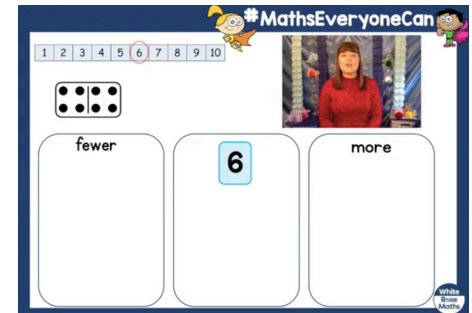 #MathsEveryoneCan
1 2 3 4 5 6 7 8 9 10
fewer
6
more
White
Rose
Maths